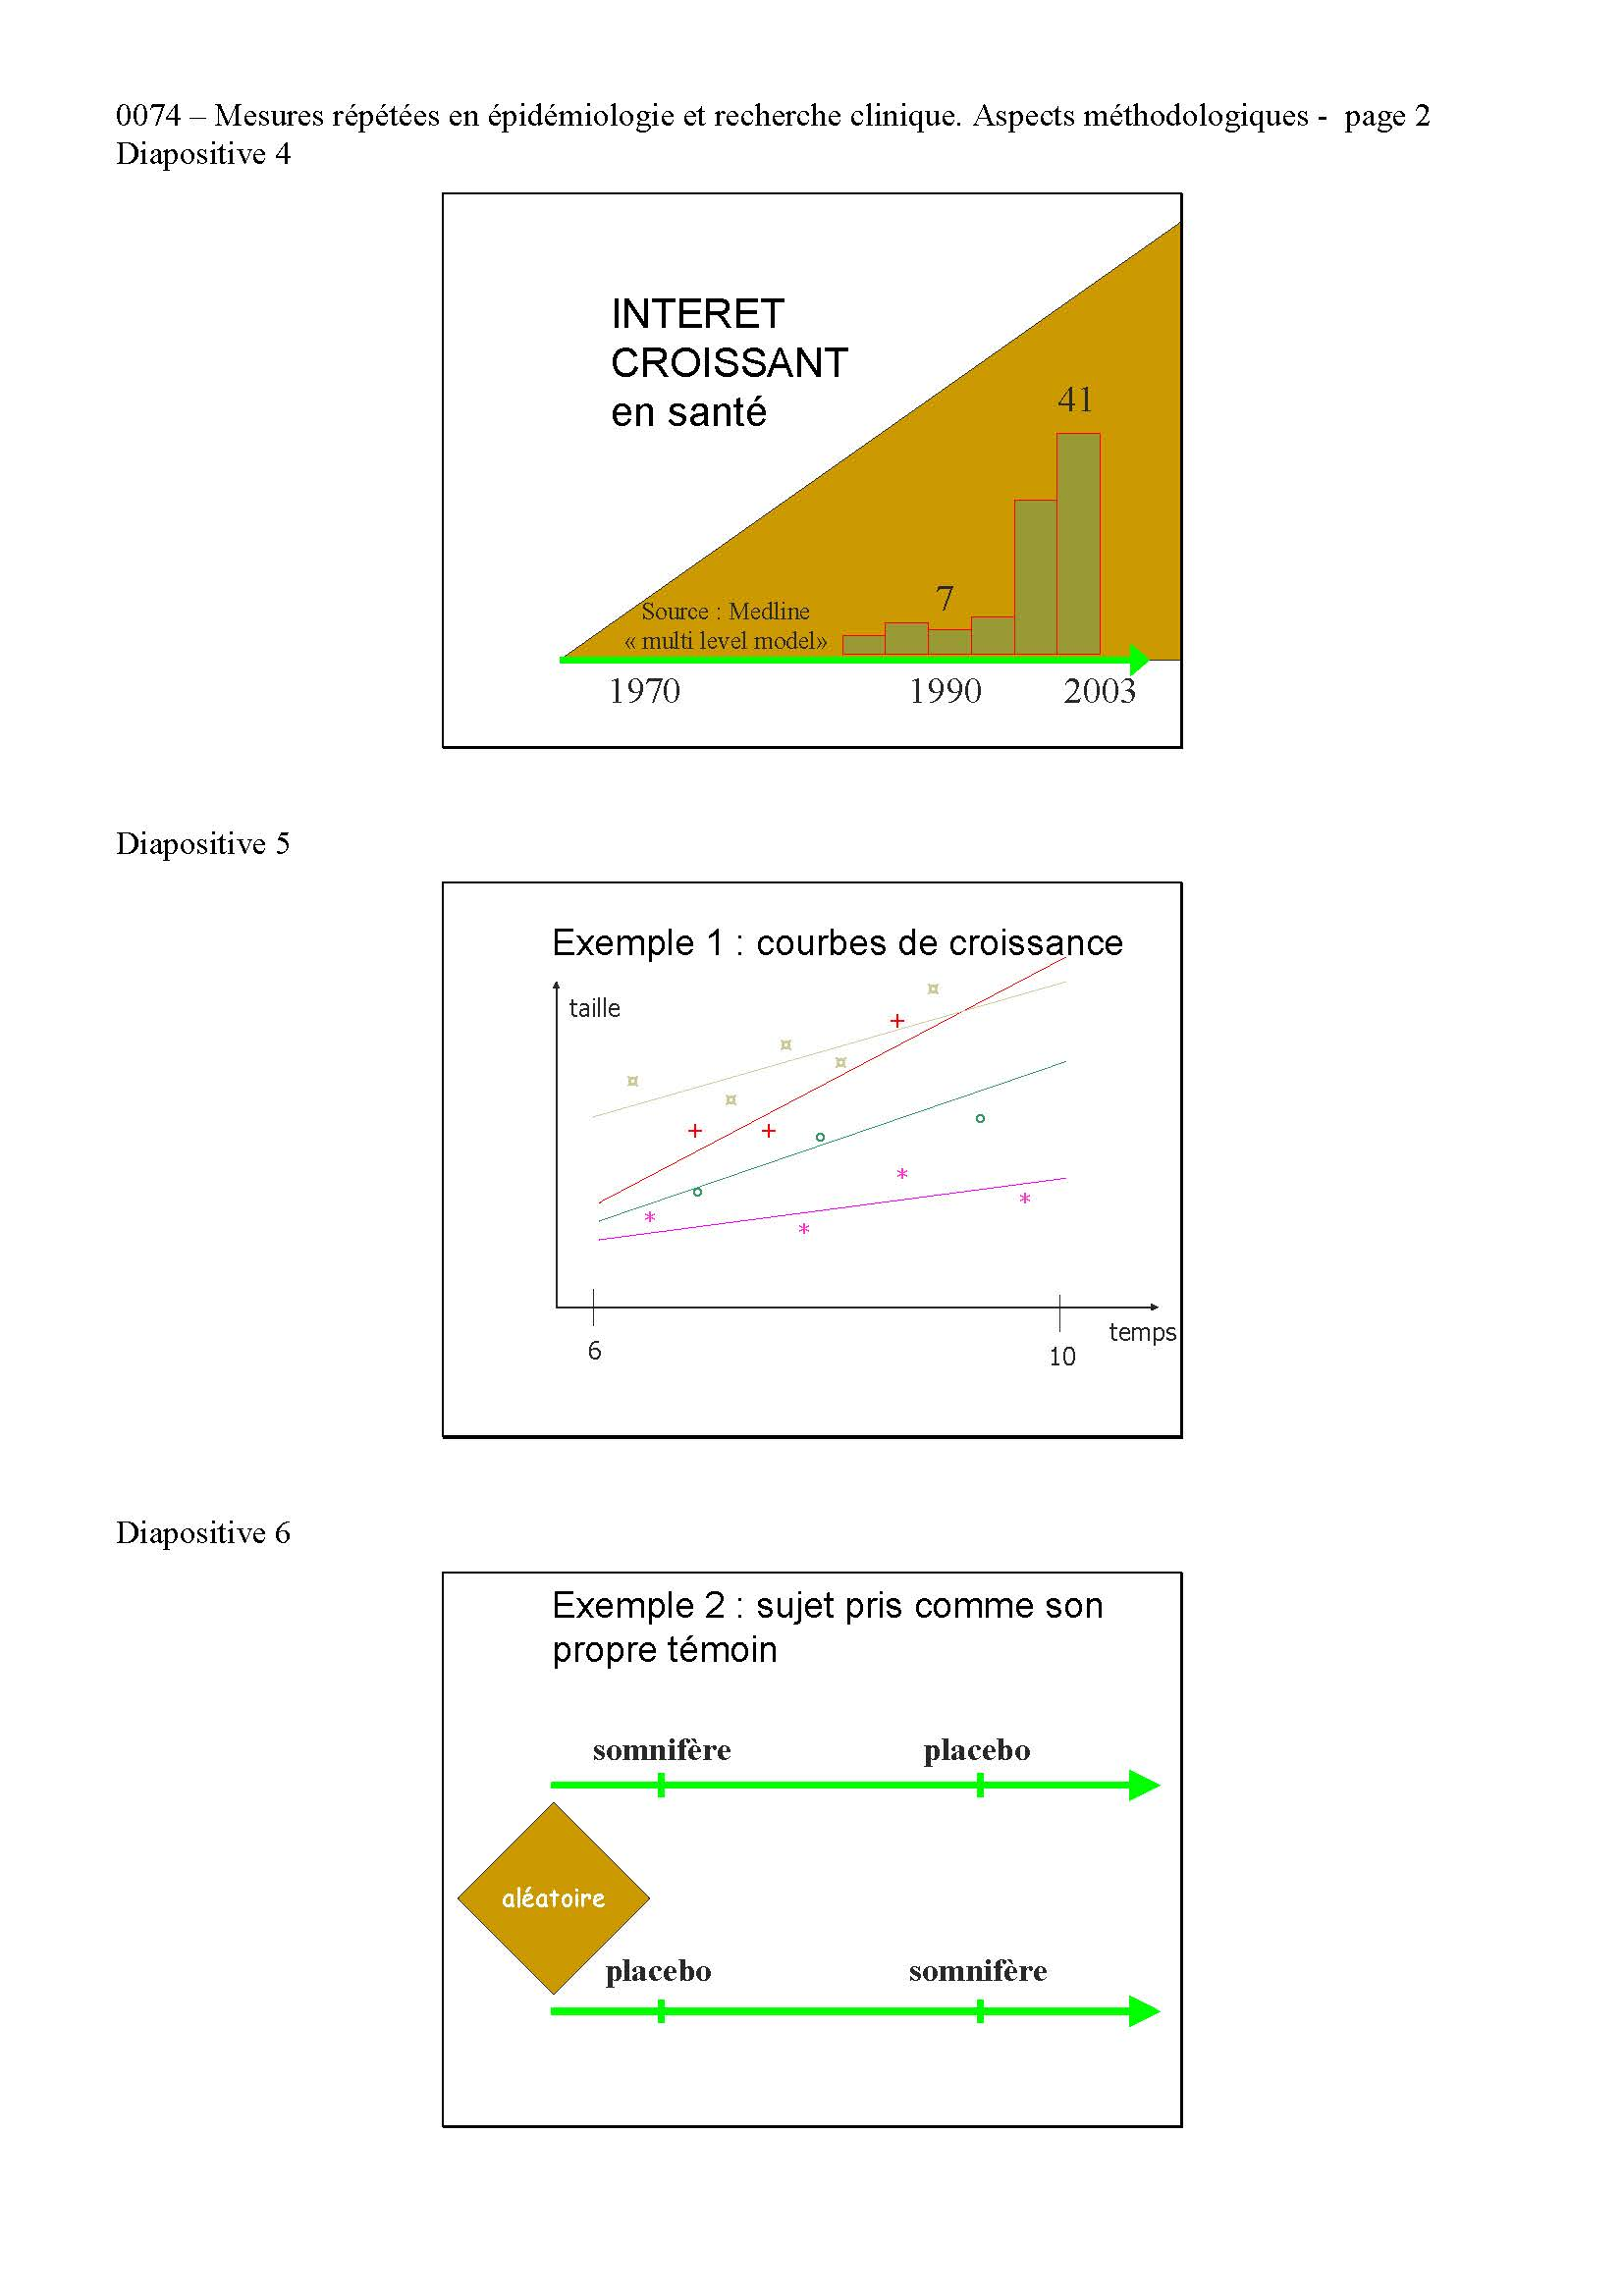 0074 – Mesures répétées en épidémiologie et recherche clinique. Aspects méthodologiques -  page 2
Diapositive 4
INTERET
CROISSANT
en santé
41
7
Source : Medline
« multi level model»
1970
1990
2003
Diapositive 5
Exemple 1 : courbes de croissance
taille
temps
6
10
Diapositive 6
Exemple 2 : sujet pris comme son
propre témoin
somnifère
placebo
aléatoire
placebo
somnifère